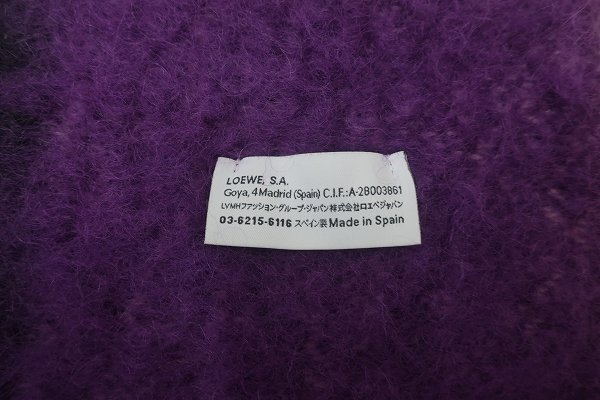 LOEWE, S.A.
Goya, 4 Madrid (Spain) C.I.F.:A-28003861
LVMHファッション・グループ・ジャパン株式会社ロエベジャパン
03-6215-6116 スペイン製 Made in Spain